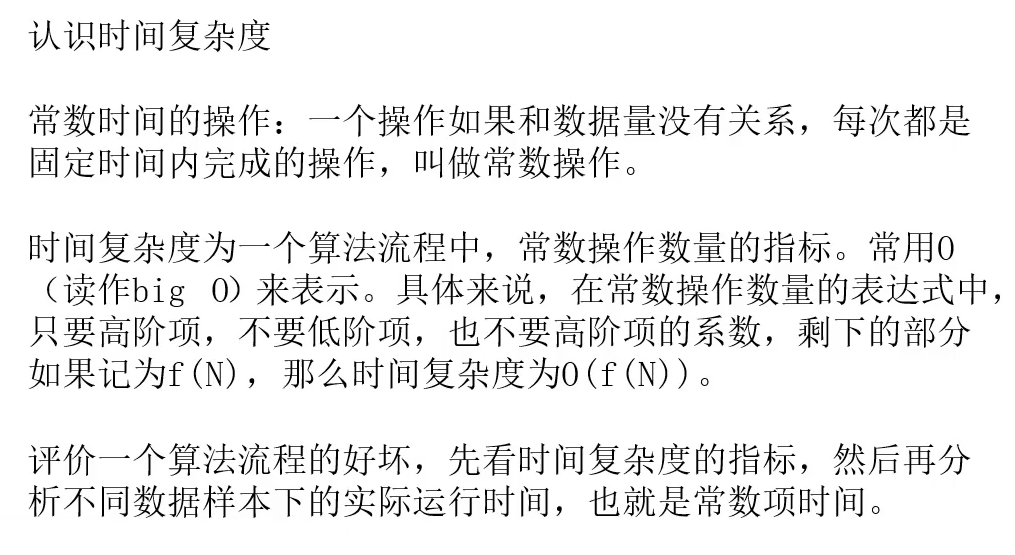 认识时间复杂度
常数时间的操作：一个操作如果和数据量没有关系，每次都是
固定时间内完成的操作，叫做常数操作。
时间复杂度为一个算法流程中，常数操作数量的指标。常用O
（读作big O）来表示。具体来说，在常数操作数量的表达式中，
只要高阶项，不要低阶项，也不要高阶项的系数，剩下的部分
如果记为f(N)，那么时间复杂度为O(f(N))。
评价一个算法流程的好坏，先看时间复杂度的指标，然后再分
析不同数据样本下的实际运行时间，也就是常数项时间。